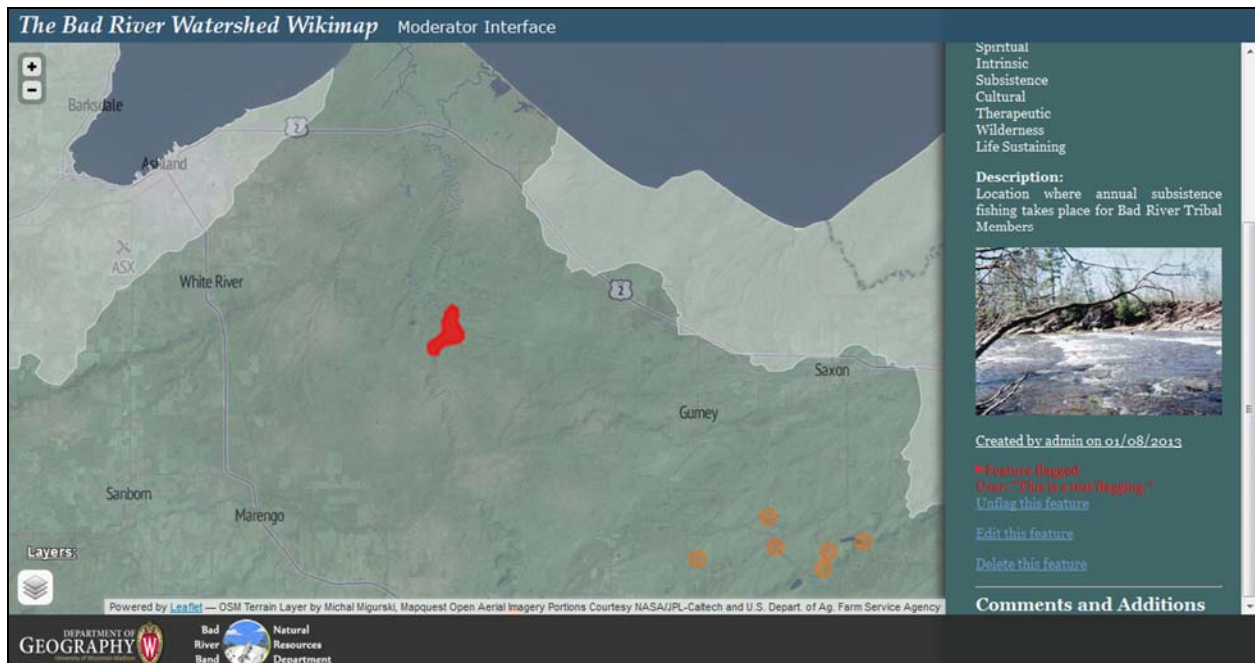 The Bad River Watershed Wikimap Moderator Interface
+
−
Barksdale
Ashland
2
ASX
White River
2
Saxon
Gurney
Sanborn
Marengo
Layers:
Powered by Leaflet — OSM Terrain Layer by Michal Migurski, Mapquest Open Aerial Imagery Portions Courtesy NASA/JPL-Caltech and U.S. Depart. of Ag. Farm Service Agency
Spiritual
Intrinsic
Subsistence
Cultural
Therapeutic
Wilderness
Life Sustaining
Description:
Location where annual subsistence
fishing takes place for Bad River Tribal
Members
Created by admin on 01/08/2013
Feature flagged
User: "This is a test flagging."
Unflag this feature
Edit this feature
Delete this feature
Comments and Additions
DEPARTMENT OF
GEOGRAPHY
University of Wisconsin-Madison
W
Bad Natural
River Resources
Band Department